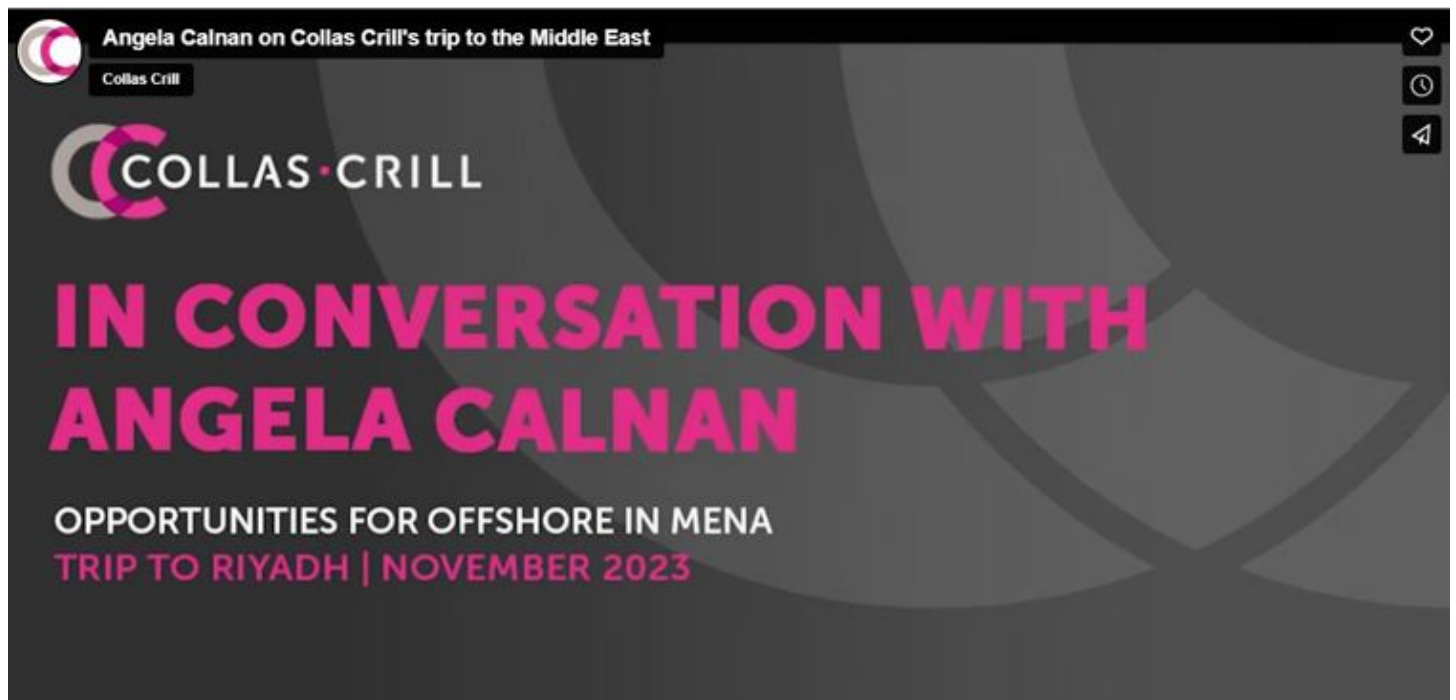 Angela Calnan on Collas Crill's trip to the Middle East
Collas Crill
COLLAS·CRILL
IN CONVERSATION WITH
ANGELA CALNAN
OPPORTUNITIES FOR OFFSHORE IN MENA
TRIP TO RIYADH | NOVEMBER 2023